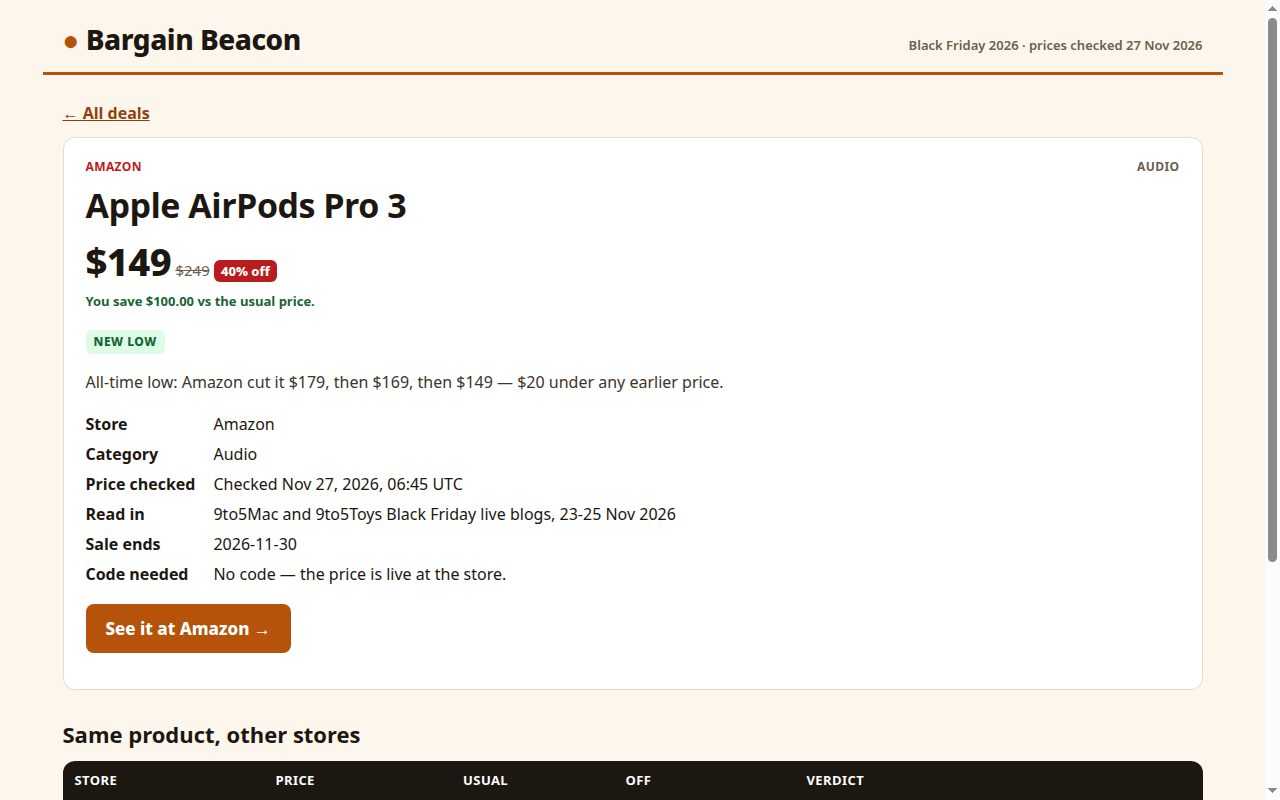 Bargain Beacon
Black Friday 2026 · prices checked 27 Nov 2026
← All deals
AMAZON
AUDIO
Apple AirPods Pro 3
$149 $249 40% off
You save $100.00 vs the usual price.
NEW LOW
All-time low: Amazon cut it $179, then $169, then $149 — $20 under any earlier price.
Store Amazon
Category Audio
Price checked Checked Nov 27, 2026, 06:45 UTC
Read in 9to5Mac and 9to5Toys Black Friday live blogs, 23-25 Nov 2026
Sale ends 2026-11-30
Code needed No code — the price is live at the store.
See it at Amazon →
Same product, other stores
STORE PRICE USUAL OFF VERDICT